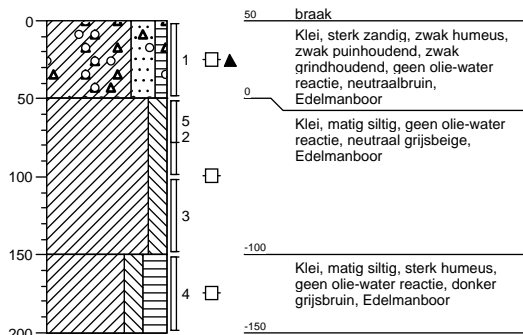 0
50
100
150
200
1
5
2
3
4
50
braak
Klei, sterk zandig, zwak humeus,
zwak puinhoudend, zwak
grindhoudend, geen olie-water
reactie, neutraalbruin,
Edelmanboor
0
Klei, matig siltig, geen olie-water
reactie, neutraal grijsbeige,
Edelmanboor
-100
Klei, matig siltig, sterk humeus,
geen olie-water reactie, donker
grijsbruin, Edelmanboor
-150